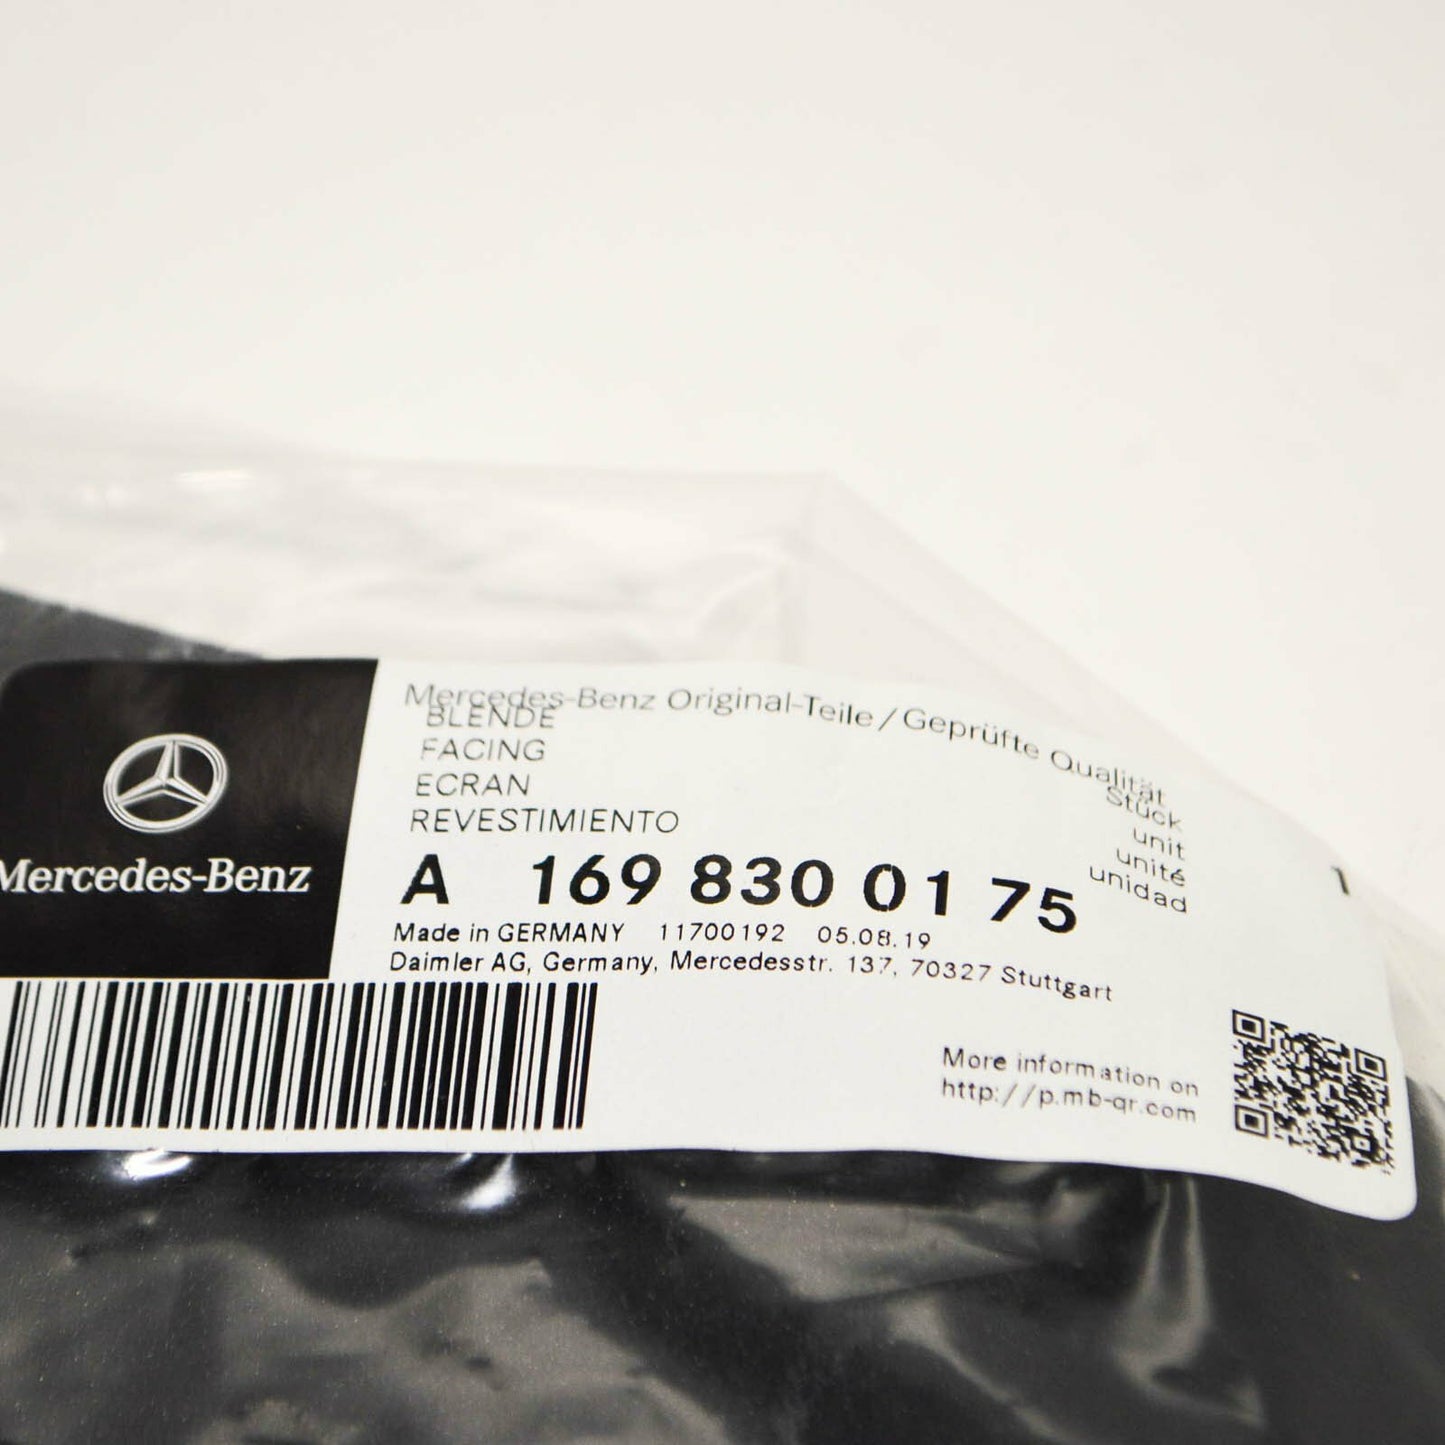 Mercedes-Benz
Mercedes-Benz Original-Teile/Geprüfte Qualität
BLENDE
FACING
ECRAN
REVESTIMIENTO
Stück
unit
unité
unidad
1
A 169 830 01 75
Made in GERMANY 11700192 05.08.19
Daimler AG, Germany, Mercedesstr. 137, 70327 Stuttgart
More information on
http://p.mb-qr.com